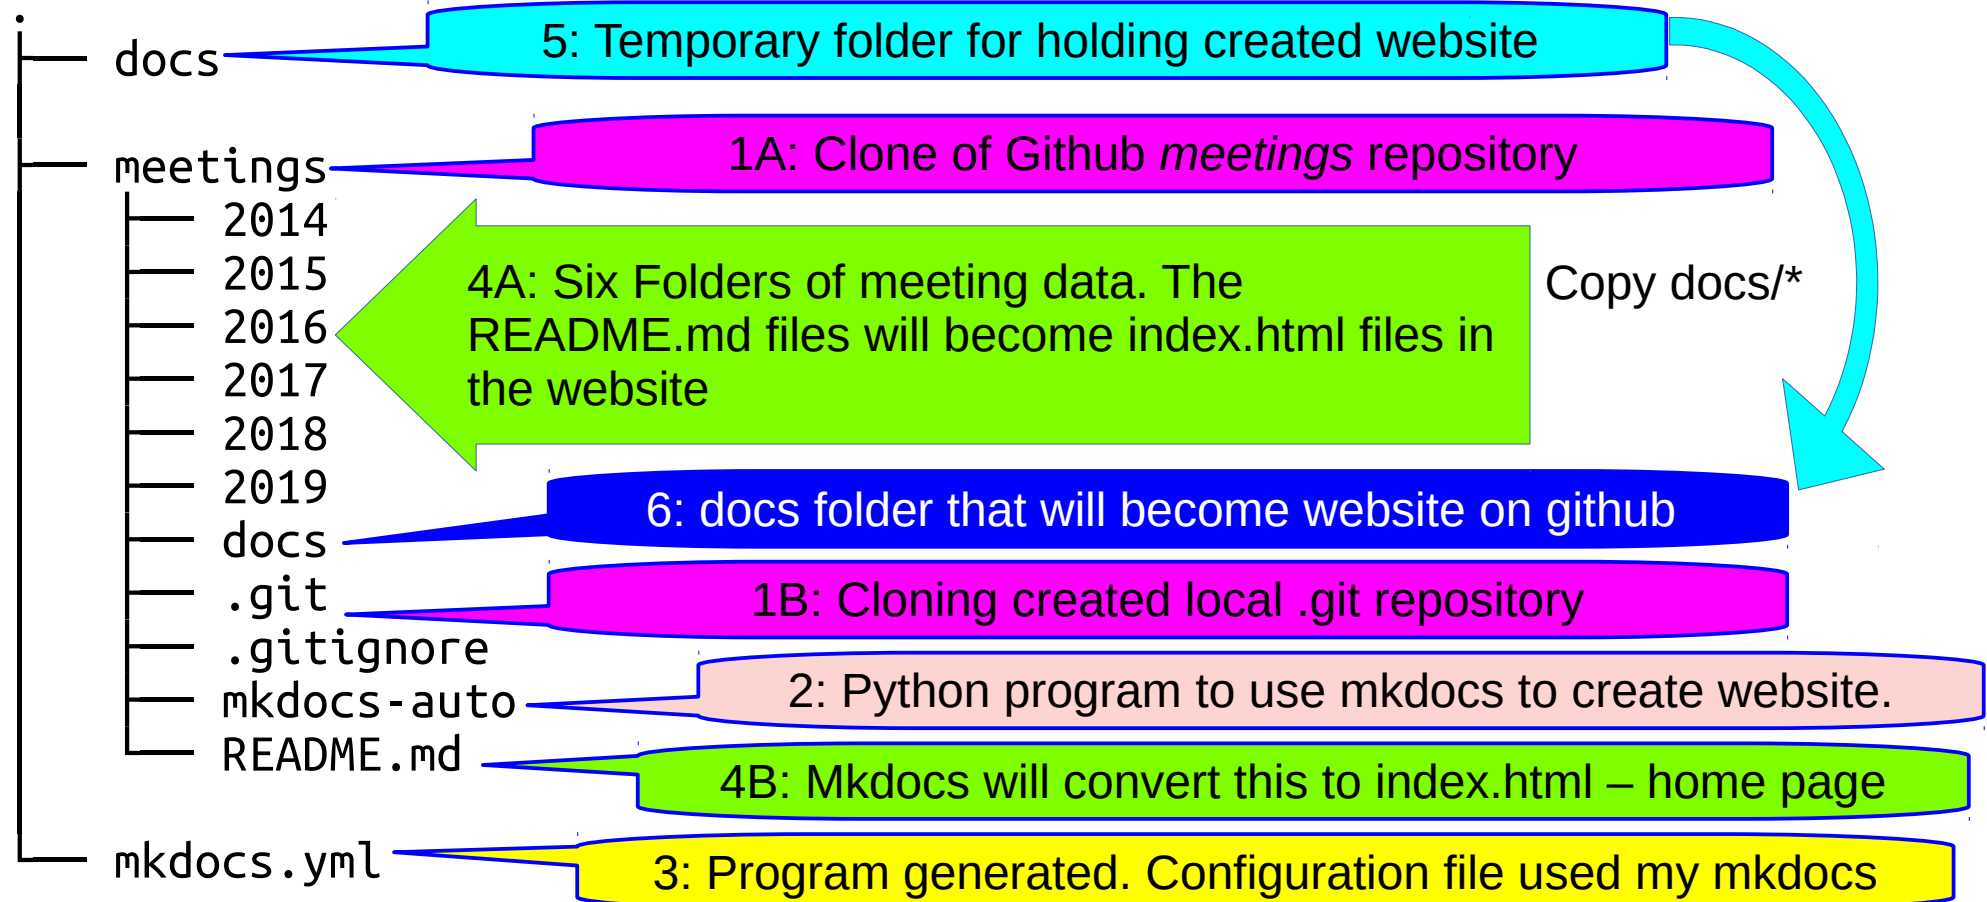 .
docs
5: Temporary folder for holding created website
meetings
1A: Clone of Github meetings repository
2014
2015
2016
2017
2018
2019
4A: Six Folders of meeting data. The
README.md files will become index.html files in
the website
Copy docs/*
docs
6: docs folder that will become website on github
.git
1B: Cloning created local .git repository
.gitignore
mkdocs-auto
2: Python program to use mkdocs to create website.
README.md
4B: Mkdocs will convert this to index.html – home page
mkdocs.yml
3: Program generated. Configuration file used my mkdocs